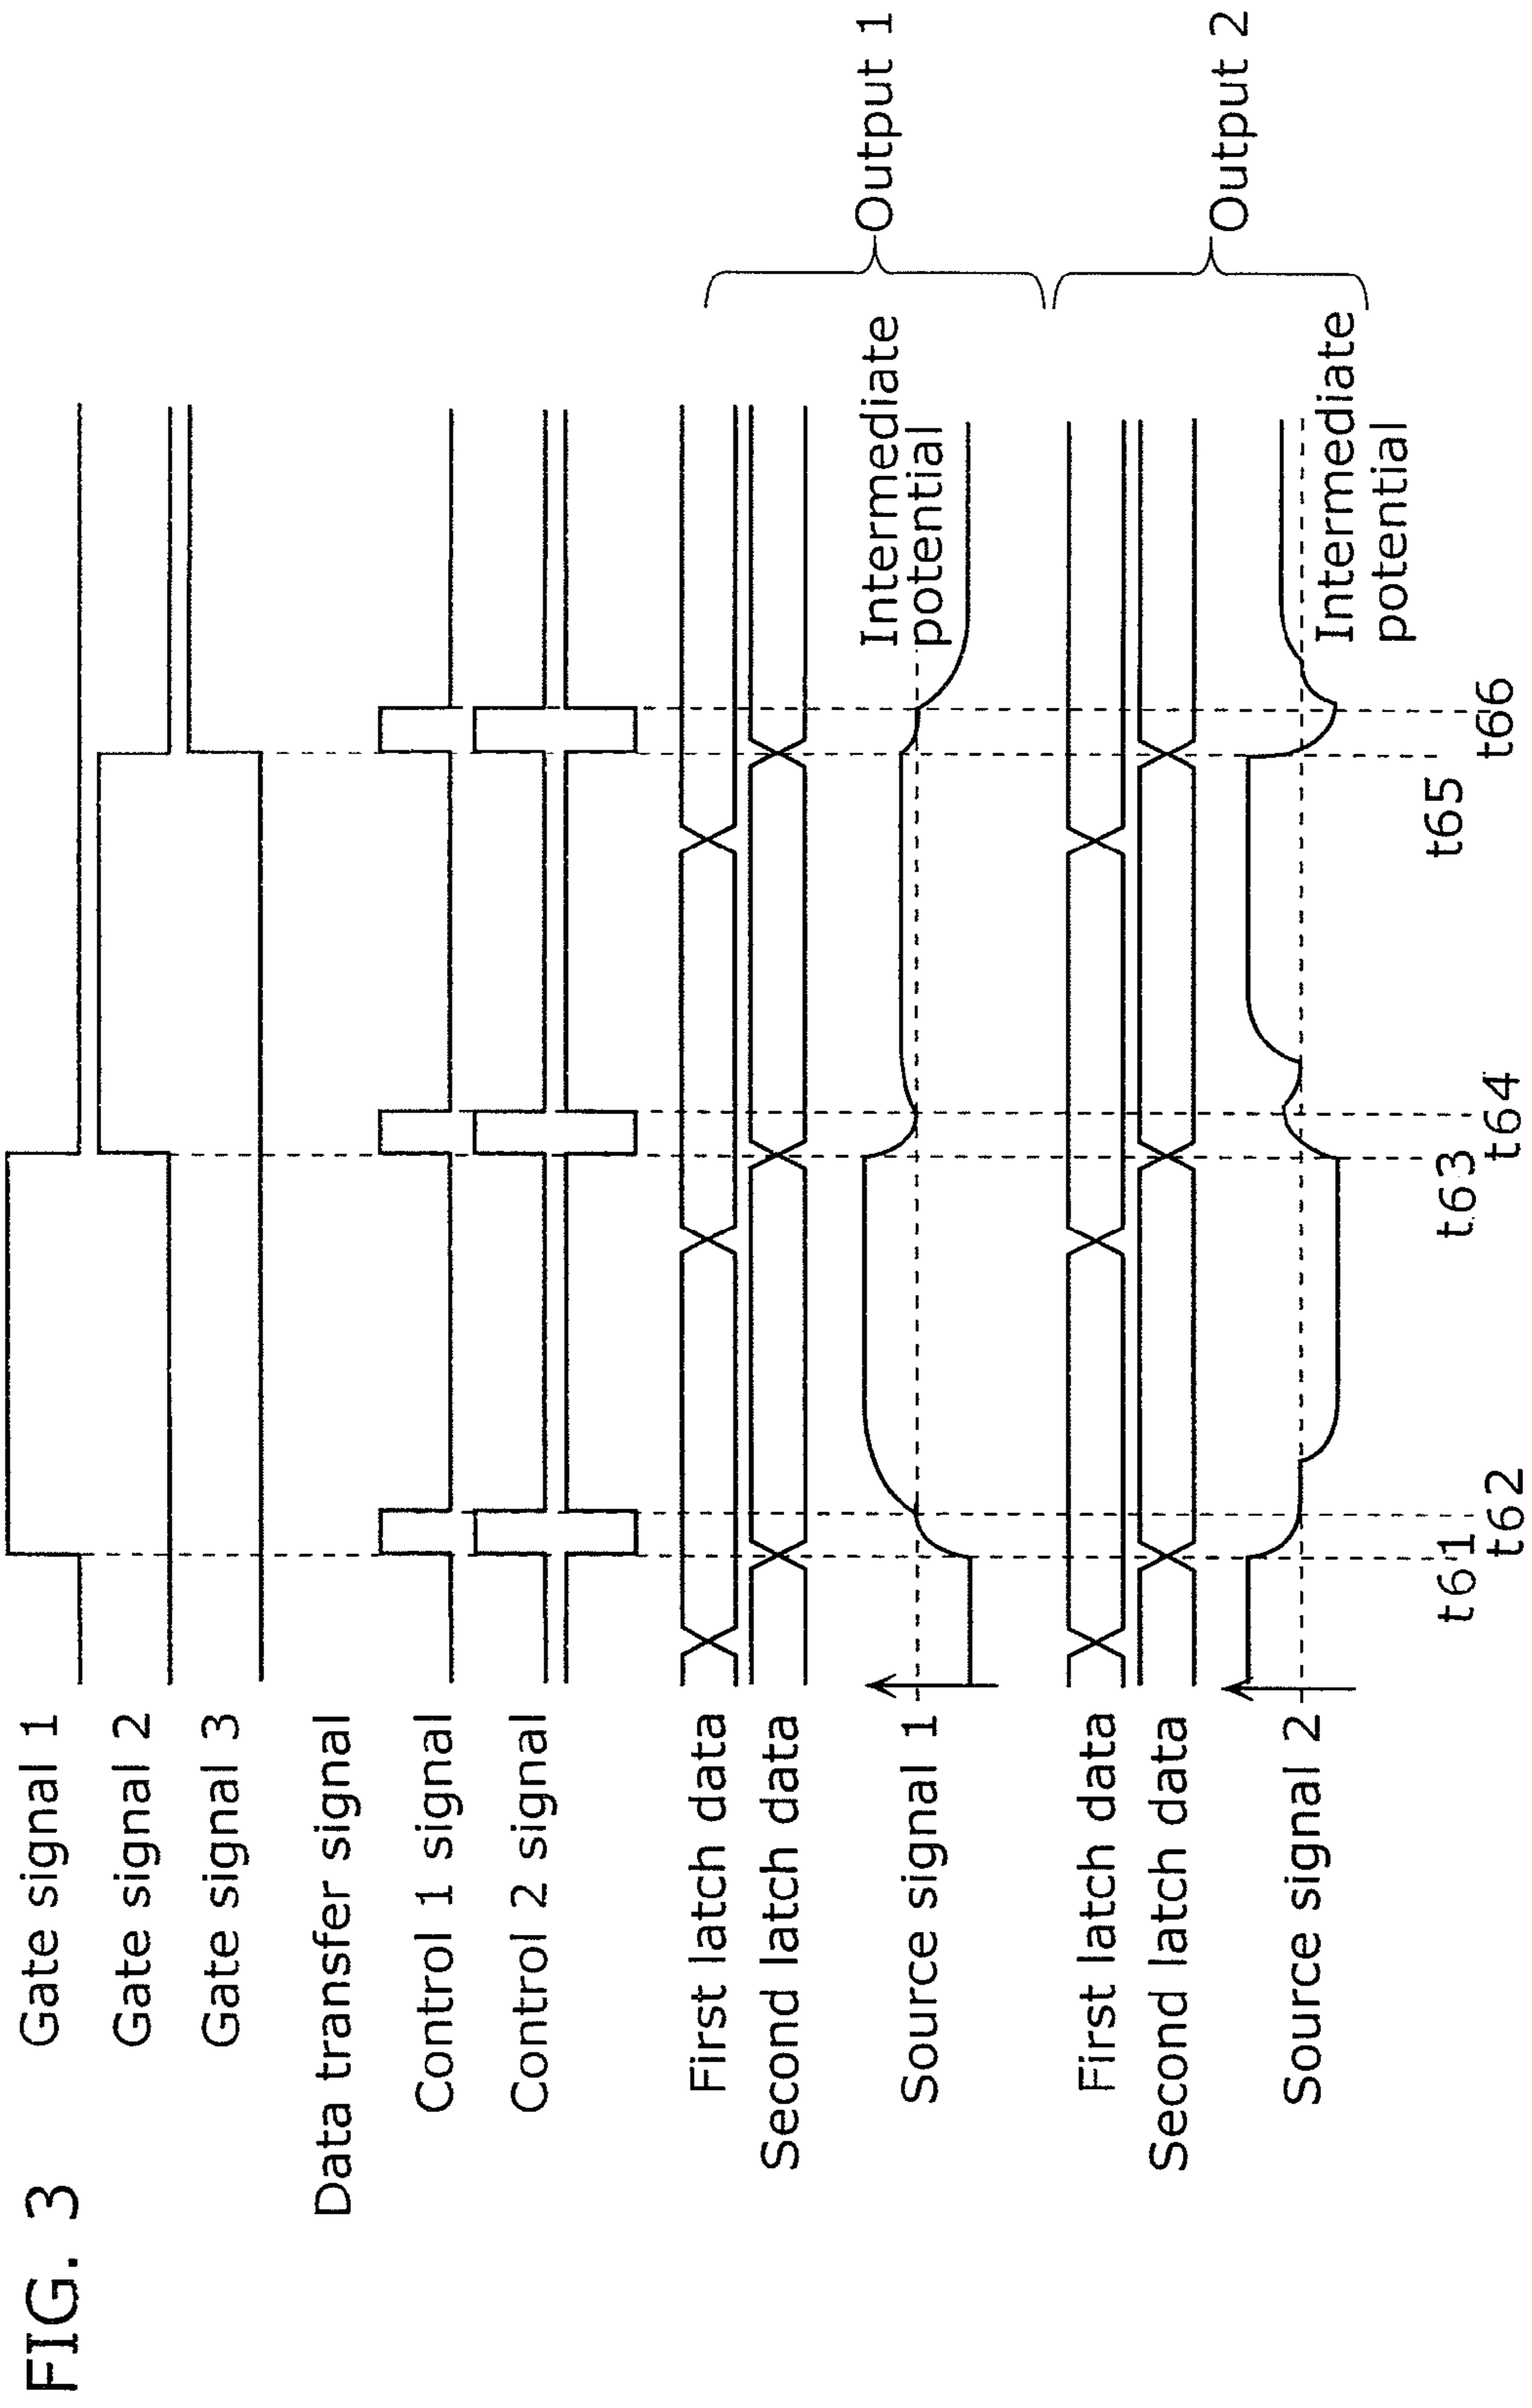 FIG. 3
Gate signal 1
Gate signal 2
Gate signal 3
Data transfer signal
Control 1 signal
Control 2 signal
First latch data
Second latch data
Source signal 1
Intermediate
potential
Output 1
First latch data
Second latch data
Source signal 2
Intermediate
potential
Output 2
t61
t62
t63
t64
t65
t66